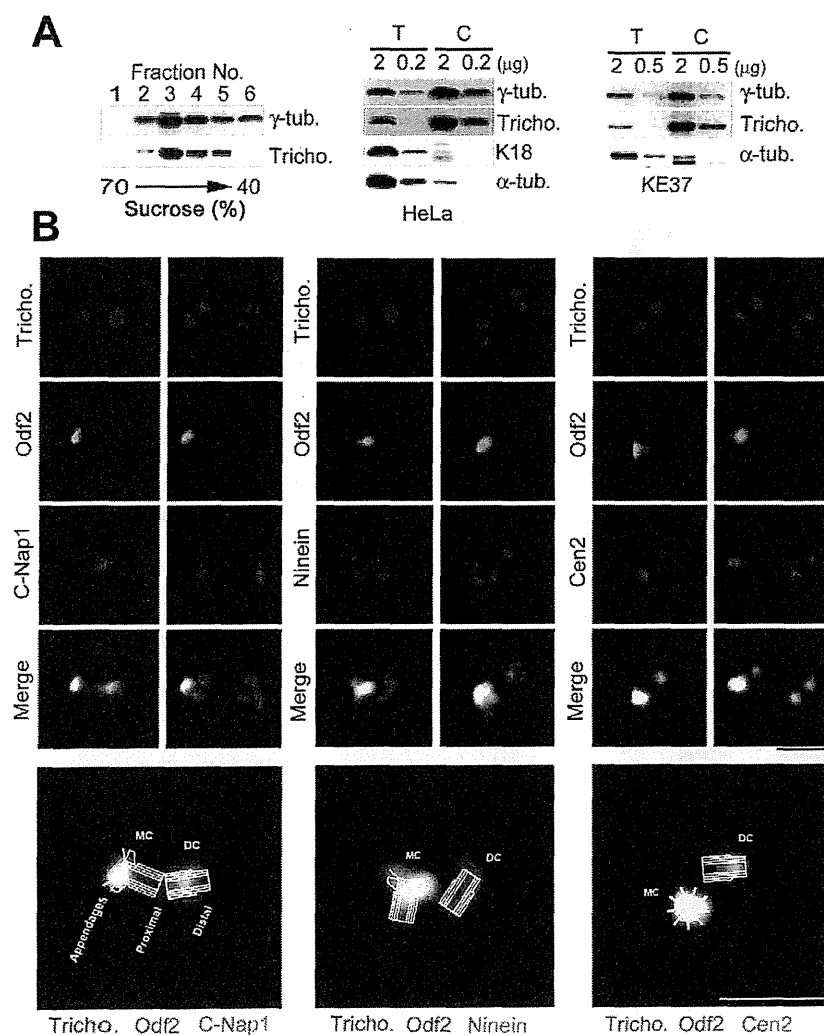 A
Fraction No.
1 2 3 4 5 6
γ-tub.
Tricho.
70 40
Sucrose (%)
T C
2 0.2 2 0.2 (μg)
γ-tub.
Tricho.
K18
α-tub.
HeLa
T C
2 0.5 2 0.5 (μg)
γ-tub.
Tricho.
α-tub.
KE37
B
Tricho.
Odf2
C-Nap1
Merge
Tricho.
Odf2
Ninein
Merge
Tricho.
Odf2
Cen2
Merge
MC
DC
Appendages
Proximal
Distal
MC
DC
MC
DC
Tricho. Odf2 C-Nap1
Tricho. Odf2 Ninein
Tricho. Odf2 Cen2